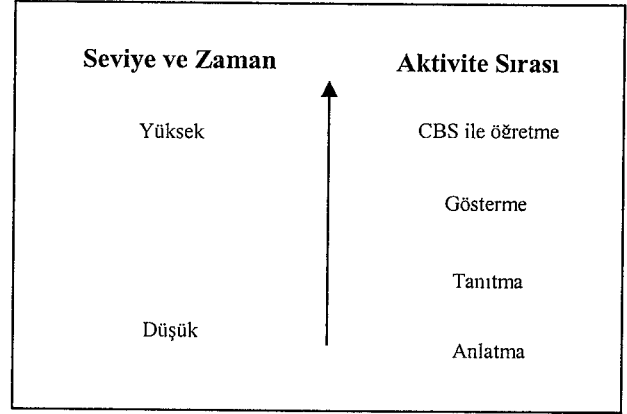 Seviye ve Zaman
Aktivite Sırası
Yüksek
CBS ile öğretme
Gösterme
Tanıtma
Düşük
Anlatma